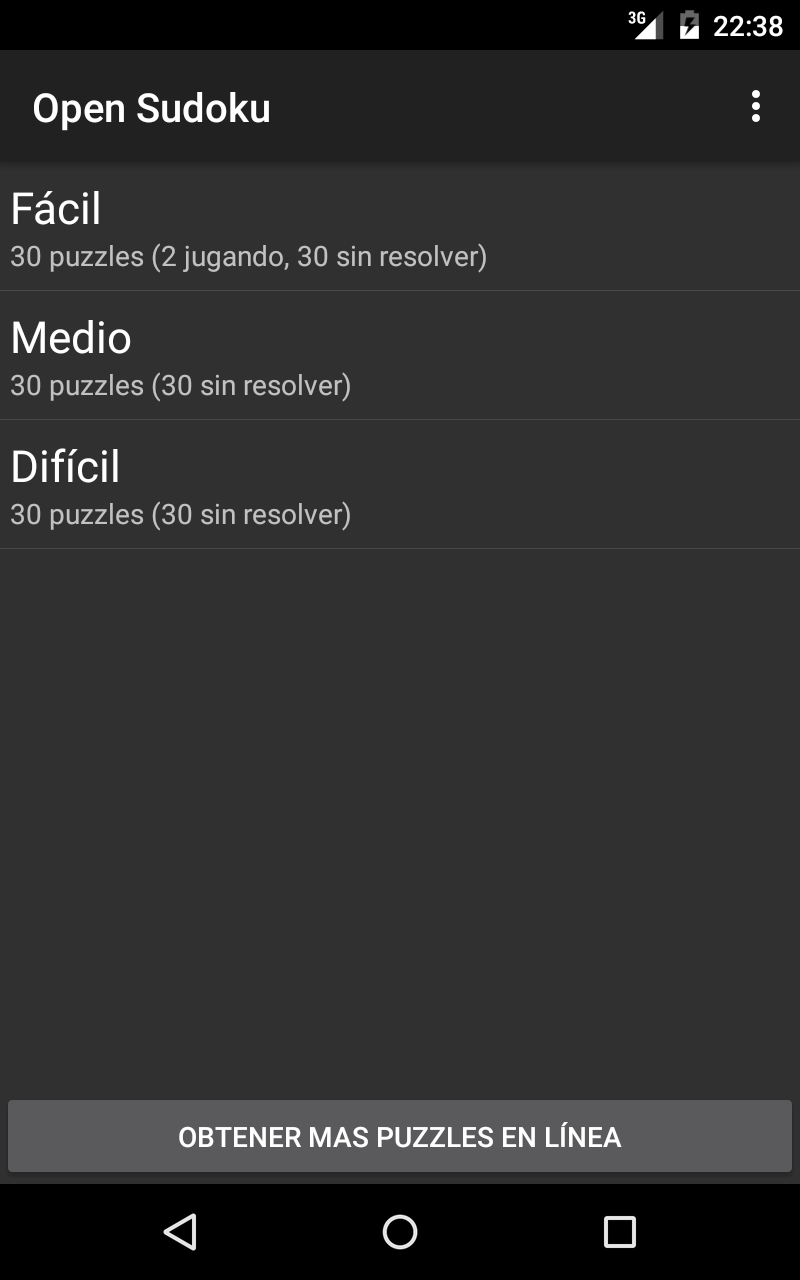 3G 22:38
Open Sudoku
Fácil
30 puzzles (2 jugando, 30 sin resolver)
Medio
30 puzzles (30 sin resolver)
Difícil
30 puzzles (30 sin resolver)
OBTENER MAS PUZZLES EN LÍNEA